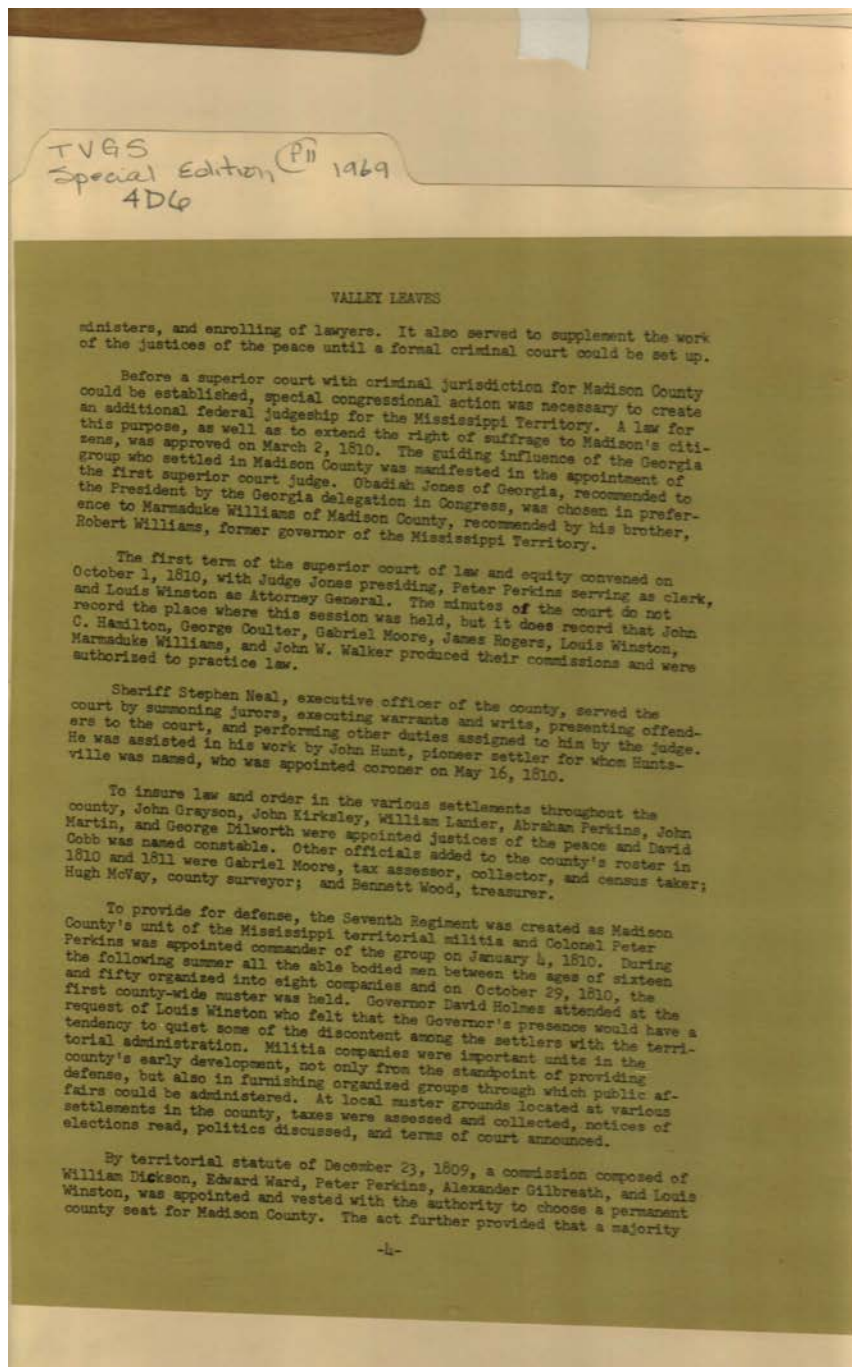 TVGS
Special Edition P11 1969
4D6
VALLEY LEAVES
ministers, and enrolling of lawyers. It also served to supplement the work
of the justices of the peace until a formal criminal court could be set up.
Before a superior court with criminal jurisdiction for Madison County
could be established, special congressional action was necessary to create
an additional federal judgeship for the Mississippi Territory. A law for
this purpose, as well as to extend the right of suffrage to Madison's citi-
zens, was approved on March 2, 1810. The guiding influence of the Georgia
group who settled in Madison County was manifested in the appointment of
the first superior court judge. Obadiah Jones of Georgia, recommended to
the President by the Georgia delegation in Congress, was chosen in prefer-
ence to Marmaduke Williams of Madison County, recommended by his brother,
Robert Williams, former governor of the Mississippi Territory.
The first term of the superior court of law and equity convened on
October 1, 1810, with Judge Jones presiding, Peter Perkins serving as clerk,
and Louis Winston as Attorney General. The minutes of the court do not
record the place where this session was held, but it does record that John
C. Hamilton, George Coulter, Gabriel Moore, James Rogers, Louis Winston,
Marmaduke Williams, and John W. Walker produced their commissions and were
authorized to practice law.
Sheriff Stephen Neal, executive officer of the county, served the
court by summoning jurors, executing warrants and writs, presenting offend-
ers to the court, and performing other duties assigned to him by the judge.
He was assisted in his work by John Hunt, pioneer settler for whom Hunts-
ville was named, who was appointed coroner on May 16, 1810.
To insure law and order in the various settlements throughout the
county, John Grayson, John Kirksley, William Lanier, Abraham Perkins, John
Martin, and George Dilworth were appointed justices of the peace and David
Cobb was named constable. Other officials added to the county's roster in
1810 and 1811 were Gabriel Moore, tax assessor, collector, and census taker;
Hugh McVay, county surveyor; and Bennett Wood, treasurer.
To provide for defense, the Seventh Regiment was created as Madison
County's unit of the Mississippi territorial militia and Colonel Peter
Perkins was appointed commander of the group on January 4, 1810. During
the following summer all the able bodied men between the ages of sixteen
and fifty organized into eight companies and on October 29, 1810, the
first county-wide muster was held. Governor David Holmes attended at the
request of Louis Winston who felt that the Governor's presence would have a
tendency to quiet some of the discontent among the settlers with the terri-
torial administration. Militia companies were important units in the
county's early development, not only from the standpoint of providing
defense, but also in furnishing organized groups through which public af-
fairs could be administered. At local muster grounds located at various
settlements in the county, taxes were assessed and collected, notices of
elections read, politics discussed, and terms of court announced.
By territorial statute of December 23, 1809, a commission composed of
William Dickson, Edward Ward, Peter Perkins, Alexander Gilbreath, and Louis
Winston, was appointed and vested with the authority to choose a permanent
county seat for Madison County. The act further provided that a majority
-4-